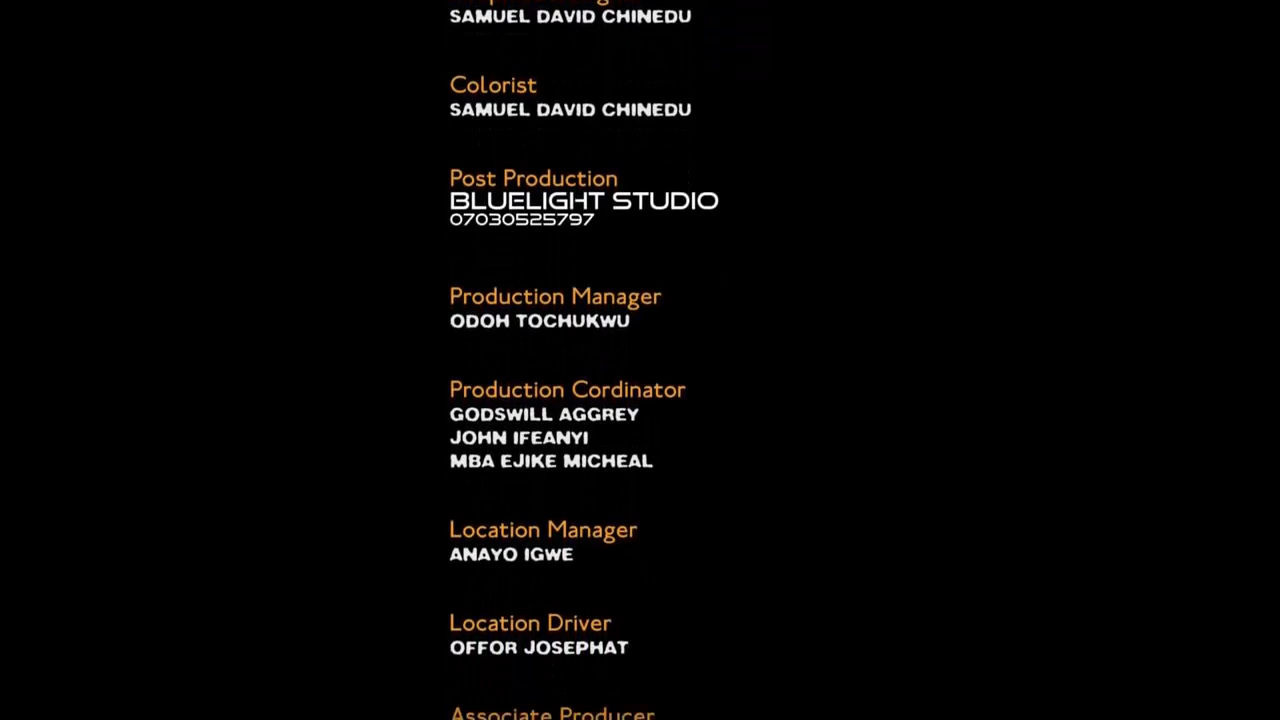 SAMUEL DAVID CHINEDU
Colorist
SAMUEL DAVID CHINEDU
Post Production
BLUELIGHT STUDIO
07030525797
Production Manager
ODOH TOCHUKWU
Production Cordinator
GODSWILL AGGREY
JOHN IFEANYI
MBA EJIKE MICHEAL
Location Manager
ANAYO IGWE
Location Driver
OFFOR JOSEPHAT
Associate Producer